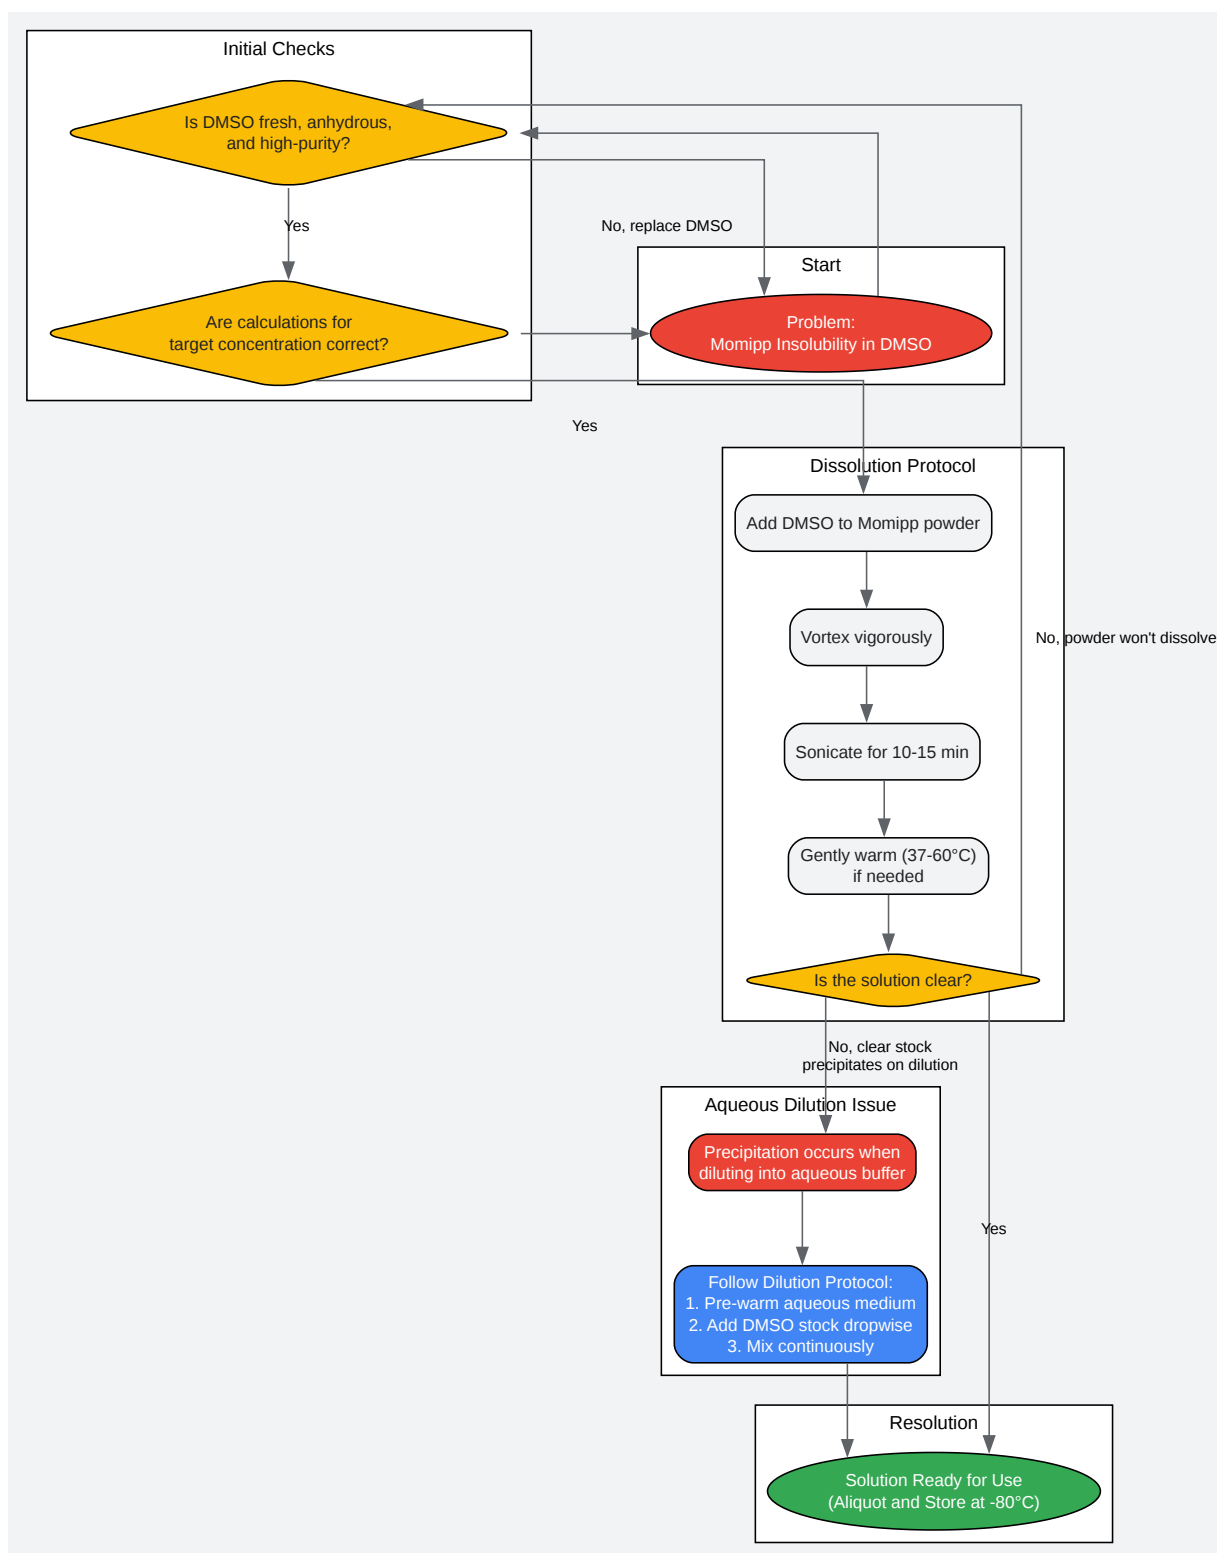 Initial Checks
Is DMSO fresh, anhydrous,
and high-purity?
Yes
No, replace DMSO
Start
Are calculations for
target concentration correct?
Problem:
Momipp Insolubility in DMSO
Yes
Dissolution Protocol
Add DMSO to Momipp powder
Vortex vigorously
No, powder won't dissolve
Sonicate for 10-15 min
Gently warm (37-60°C)
if needed
Is the solution clear?
No, clear stock
precipitates on dilution
Aqueous Dilution Issue
Precipitation occurs when
diluting into aqueous buffer
Yes
Follow Dilution Protocol:
1. Pre-warm aqueous medium
2. Add DMSO stock dropwise
3. Mix continuously
Resolution
Solution Ready for Use
(Aliquot and Store at -80°C)